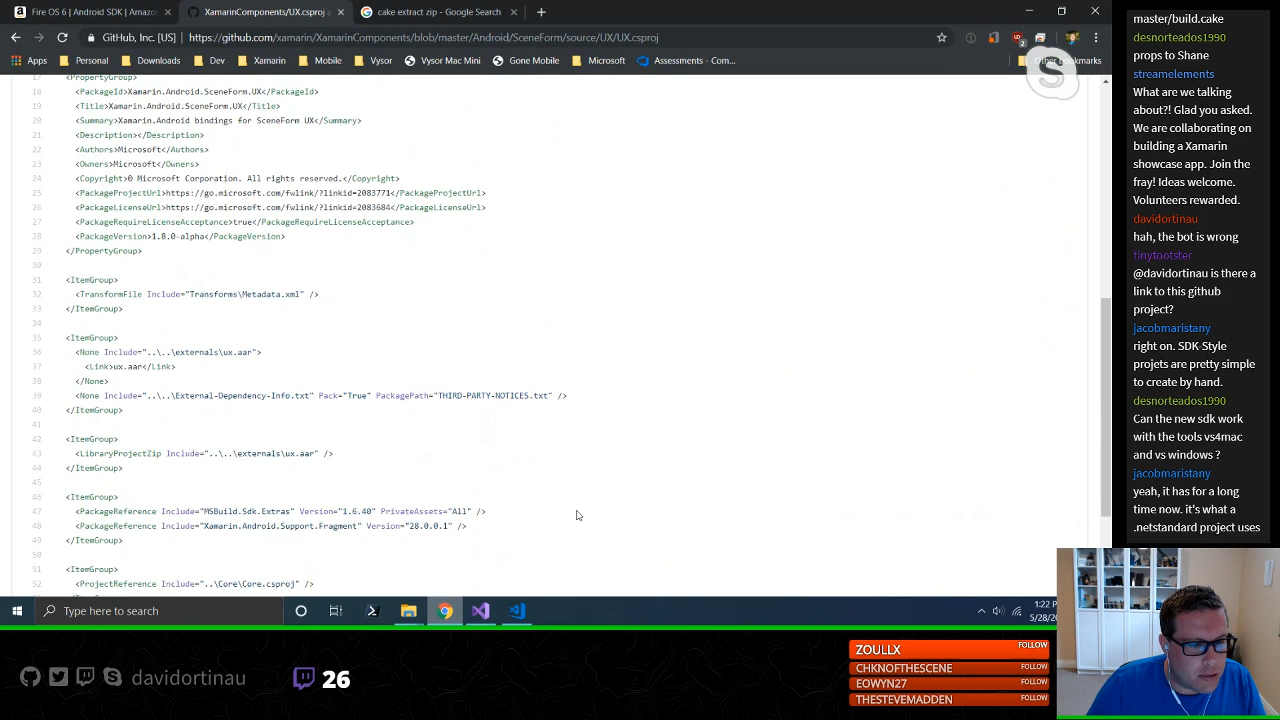 Fire OS 6 | Android SDK | Amazo
XamarinComponents/UX.csproj
cake extract zip - Google Search
GitHub, Inc. [US] | https://github.com/xamarin/XamarinComponents/blob/master/Android/SceneForm/source/UX/UX.csproj
Apps Personal Downloads Dev Xamarin Mobile Vysor Vysor Mac Mini Gone Mobile Microsoft Assessments - Com... Other bookmarks
17 <PropertyGroup>
18 <PackageId>Xamarin.Android.SceneForm.UX</PackageId>
19 <Title>Xamarin.Android.SceneForm.UX</Title>
20 <Summary>Xamarin.Android bindings for SceneForm UX</Summary>
21 <Description></Description>
22 <Authors>Microsoft</Authors>
23 <Owners>Microsoft</Owners>
24 <Copyright>© Microsoft Corporation. All rights reserved.</Copyright>
25 <PackageProjectUrl>https://go.microsoft.com/fwlink/?linkid=2083771</PackageProjectUrl>
26 <PackageLicenseUrl>https://go.microsoft.com/fwlink/?linkid=2083684</PackageLicenseUrl>
27 <PackageRequireLicenseAcceptance>true</PackageRequireLicenseAcceptance>
28 <PackageVersion>1.8.0-alpha</PackageVersion>
29 </PropertyGroup>
30
31 <ItemGroup>
32 <TransformFile Include="Transforms\Metadata.xml" />
33 </ItemGroup>
34
35 <ItemGroup>
36 <None Include="..\..\externals\ux.aar">
37 <Link>ux.aar</Link>
38 </None>
39 <None Include="..\..\External-Dependency-Info.txt" Pack="True" PackagePath="THIRD-PARTY-NOTICES.txt" />
40 </ItemGroup>
41
42 <ItemGroup>
43 <LibraryProjectZip Include="..\..\externals\ux.aar" />
44 </ItemGroup>
45
46 <ItemGroup>
47 <PackageReference Include="MSBuild.Sdk.Extras" Version="1.6.40" PrivateAssets="All" />
48 <PackageReference Include="Xamarin.Android.Support.Fragment" Version="28.0.0.1" />
49 </ItemGroup>
50
51 <ItemGroup>
52 <ProjectReference Include="..\Core\Core.csproj" />
Type here to search
1:22 P
5/28/20
davidortinau
26
ZOULLX FOLLOW
CHKNOFTHESCENE FOLLOW
EOWYN27 FOLLOW
THESTEVEMADDEN FOLLOW
master/build.cake
desnorteados1990
props to Shane
streamelements
What are we talking
about?! Glad you asked.
We are collaborating on
building a Xamarin
showcase app. Join the
fray! Ideas welcome.
Volunteers rewarded.
davidortinau
hah, the bot is wrong
tinytootster
@davidortinau is there a
link to this github
project?
jacobmaristany
right on. SDK-Style
projets are pretty simple
to create by hand.
desnorteados1990
Can the new sdk work
with the tools vs4mac
and vs windows ?
jacobmaristany
yeah, it has for a long
time now. it's what a
.netstandard project uses